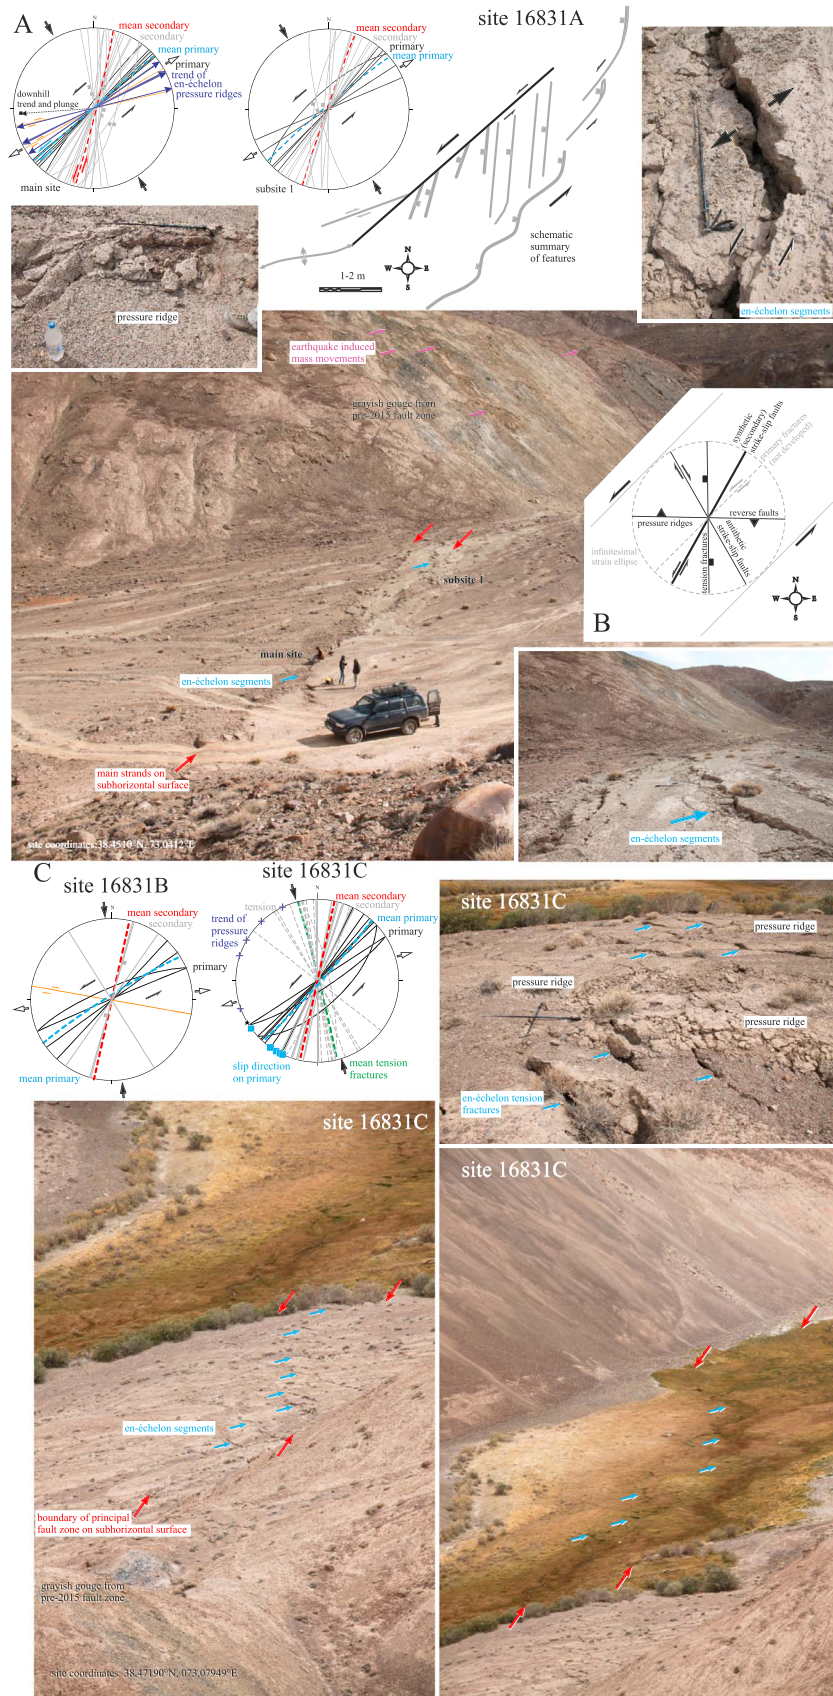 A
site 16831A
N
mean secondary
secondary
mean primary
primary
trend of
en-échelon
pressure ridges
downhill
trend and plunge
main site
N
mean secondary
secondary
primary
mean primary
subsite 1
schematic
summary
of features
N
W
E
S
1-2 m
en-échelon segments
pressure ridge
earthquake induced
mass movements
grayish gouge from
pre-2015 fault zone
subsite 1
main site
en-échelon segments
main strands on
subhorizontal surface
site coordinates:38.4510°N, 73.0412°E
B
synthetic
(secondary)
strike-slip faults
primary fractures
(not developed)
pressure ridges
reverse faults
antithetic
strike-slip faults
tension fractures
infinitesimal
strain ellipse
N
W
E
S
en-échelon segments
C
site 16831B
N
mean secondary
secondary
primary
mean primary
site 16831C
N
tension
mean secondary
secondary
mean primary
primary
trend of
pressure
ridges
slip direction
on primary
mean tension
fractures
site 16831C
pressure ridge
pressure ridge
pressure ridge
en-échelon tension
fractures
site 16831C
en-échelon segments
boundary of principal
fault zone on subhorizontal surface
grayish gouge from
pre-2015 fault zone
site coordinates: 38.47190°N, 073.07949°E
site 16831C